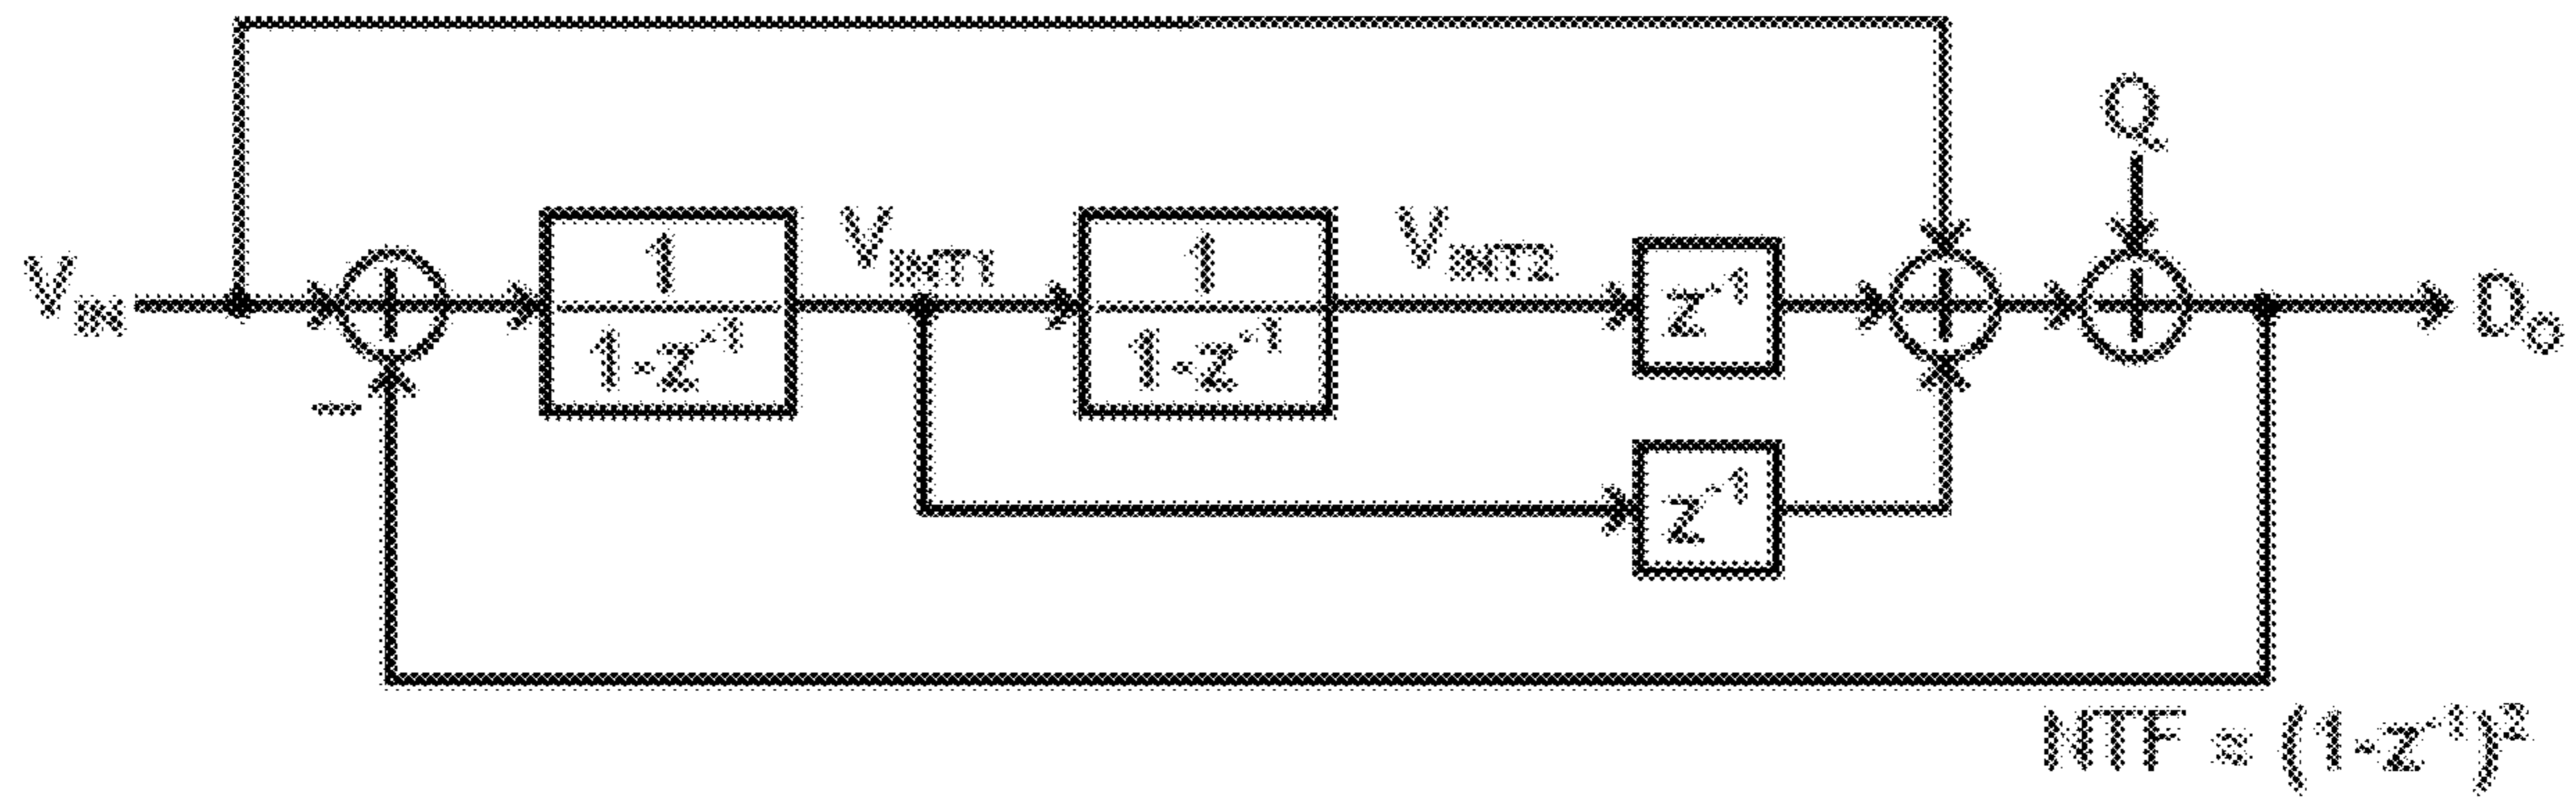 Q
V_IN
1
1-z^-1
V_INT1
1
1-z^-1
V_INT2
z^-1
D_O
–
z^-1
NTF = (1-z^-1)^2